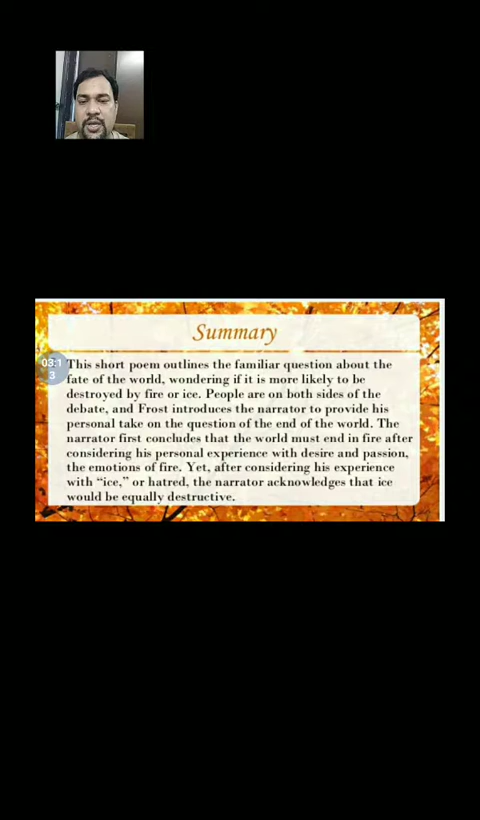 Summary
03:1
3
This short poem outlines the familiar question about the
fate of the world, wondering if it is more likely to be
destroyed by fire or ice. People are on both sides of the
debate, and Frost introduces the narrator to provide his
personal take on the question of the end of the world. The
narrator first concludes that the world must end in fire after
considering his personal experience with desire and passion,
the emotions of fire. Yet, after considering his experience
with “ice,” or hatred, the narrator acknowledges that ice
would be equally destructive.